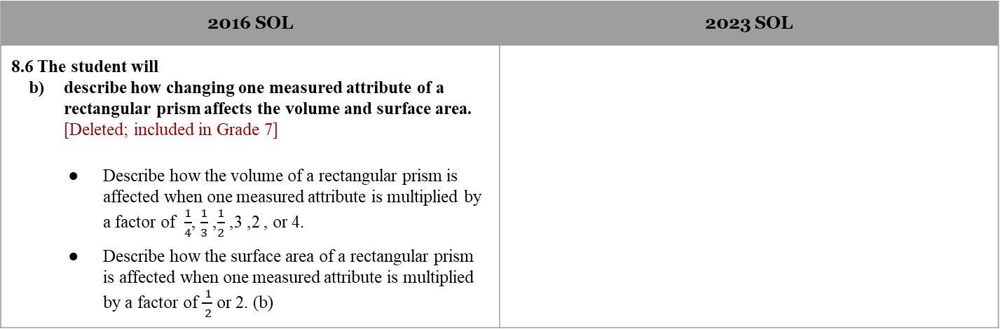 2016 SOL
2023 SOL
8.6 The student will
b) describe how changing one measured attribute of a
rectangular prism affects the volume and surface area.
[Deleted; included in Grade 7]
● Describe how the volume of a rectangular prism is
affected when one measured attribute is multiplied by
a factor of 1/4, 1/3 ,1/2 ,3 ,2 , or 4.
● Describe how the surface area of a rectangular prism
is affected when one measured attribute is multiplied
by a factor of 1/2 or 2. (b)